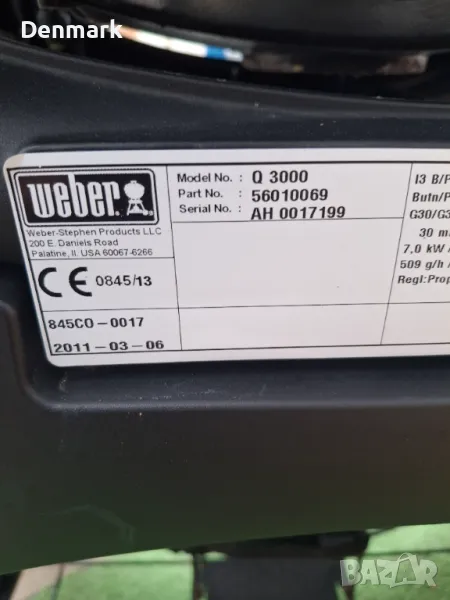 Denmark
weber
Weber-Stephen Products LLC
200 E. Daniels Road
Palatine, Il. USA 60067-6266
CE 0845/13
845CO-0017
2011-03-06
Model No. : Q 3000
Part No. : 56010069
Serial No. : AH 0017199
I3 B/P
Butn/P
G30/G3
30 m
7,0 kW
509 g/h
Regl:Prop
BAZAR